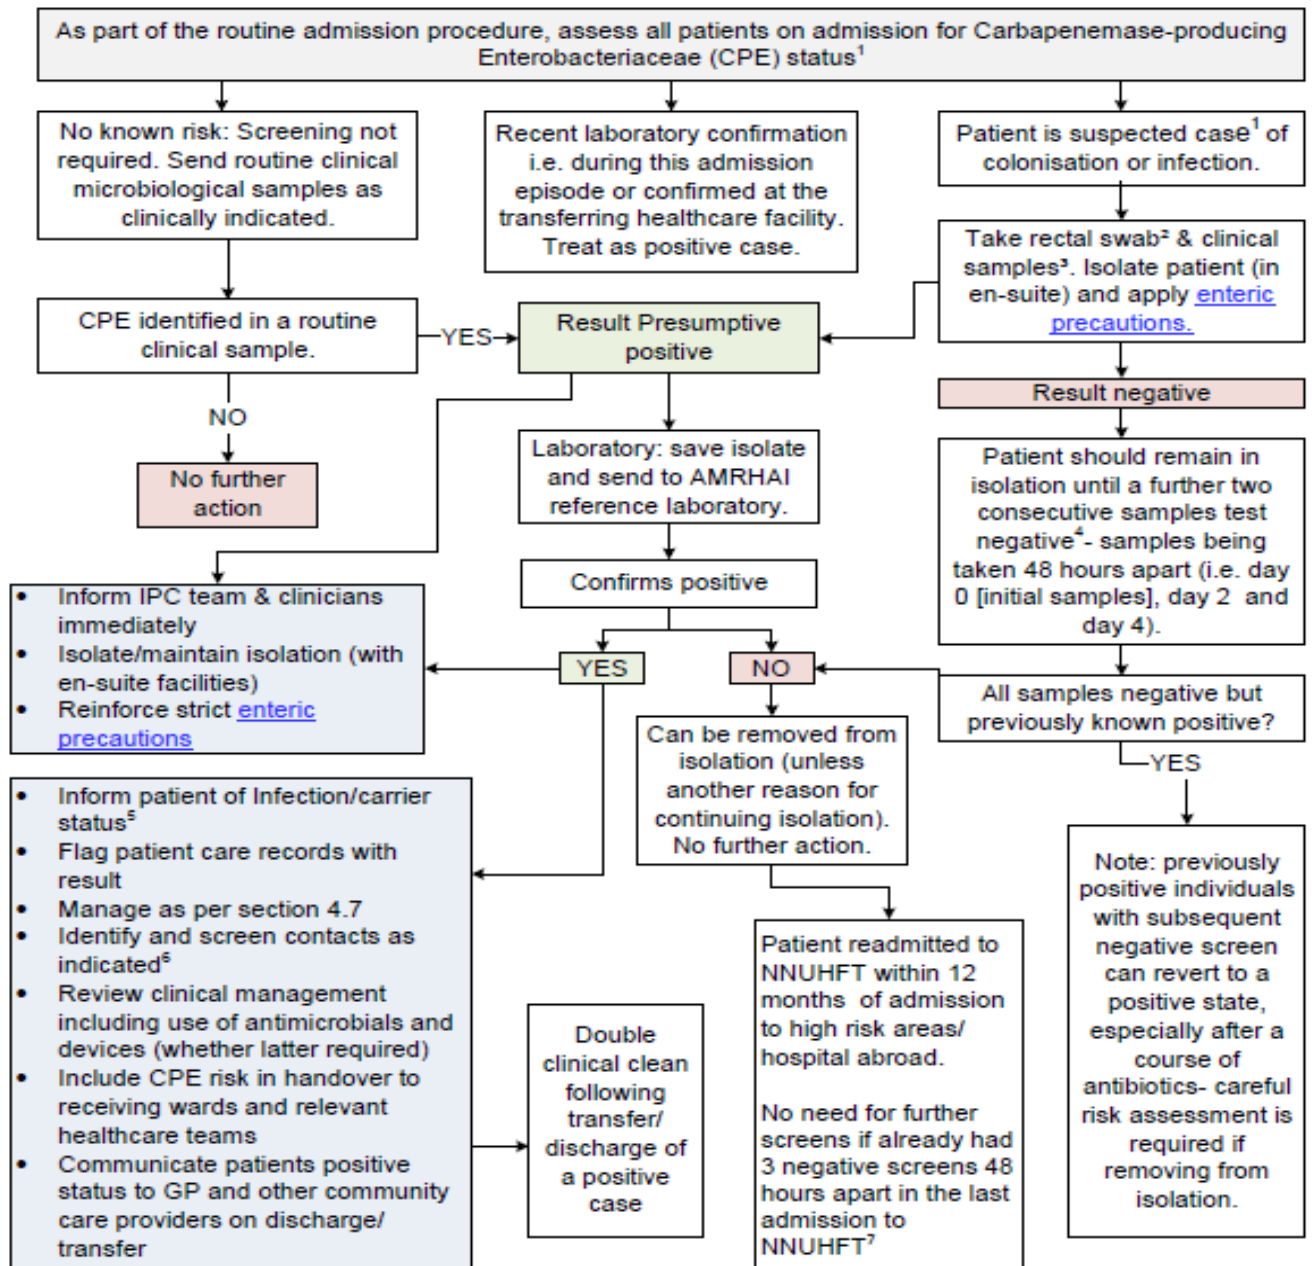 As part of the routine admission procedure, assess all patients on admission for Carbapenemase-producing
Enterobacteriaceae (CPE) status¹
No known risk: Screening not
required. Send routine clinical
microbiological samples as
clinically indicated.
Recent laboratory confirmation
i.e. during this admission
episode or confirmed at the
transferring healthcare facility.
Treat as positive case.
Patient is suspected case¹ of
colonisation or infection.
Take rectal swab² & clinical
samples³. Isolate patient (in
en-suite) and apply enteric
precautions.
CPE identified in a routine
clinical sample.
YES
Result Presumptive
positive
NO
No further
action
Result negative
Laboratory: save isolate
and send to AMRHAI
reference laboratory.
Patient should remain in
isolation until a further two
consecutive samples test
negative⁴- samples being
taken 48 hours apart (i.e. day
0 [initial samples], day 2 and
day 4).
Confirms positive
• Inform IPC team & clinicians
immediately
• Isolate/maintain isolation (with
en-suite facilities)
• Reinforce strict enteric
precautions
YES
NO
All samples negative but
previously known positive?
YES
Can be removed from
isolation (unless
another reason for
continuing isolation).
No further action.
• Inform patient of Infection/carrier
status⁵
• Flag patient care records with
result
• Manage as per section 4.7
• Identify and screen contacts as
indicated⁶
• Review clinical management
including use of antimicrobials and
devices (whether latter required)
• Include CPE risk in handover to
receiving wards and relevant
healthcare teams
• Communicate patients positive
status to GP and other community
care providers on discharge/
transfer
Double
clinical clean
following
transfer/
discharge of
a positive
case
Patient readmitted to
NNUHFT within 12
months of admission
to high risk areas/
hospital abroad.
No need for further
screens if already had
3 negative screens 48
hours apart in the last
admission to
NNUHFT⁷
Note: previously
positive individuals
with subsequent
negative screen
can revert to a
positive state,
especially after a
course of
antibiotics- careful
risk assessment is
required if
removing from
isolation.